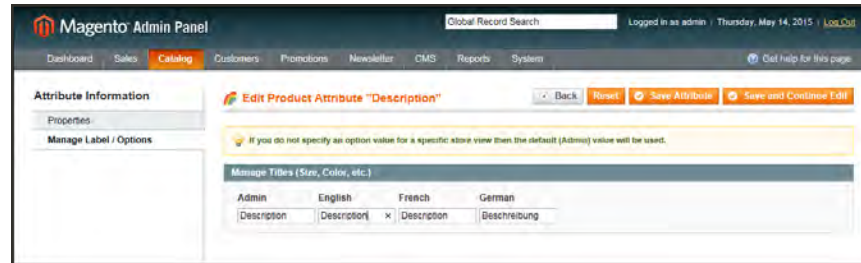 Magento Admin Panel
Global Record Search
Logged in as admin | Thursday, May 14, 2015 | Log Out
Dashboard Sales Catalog Customers Promotions Newsletter CMS Reports System
Get help for this page
Attribute Information
Properties
Manage Label / Options
Edit Product Attribute "Description"
Back Reset Save Attribute Save and Continue Edit
If you do not specify an option value for a specific store view then the default (Admin) value will be used.
Manage Titles (Size, Color, etc.)
Admin English French German
Description Description × Description Beschreibung